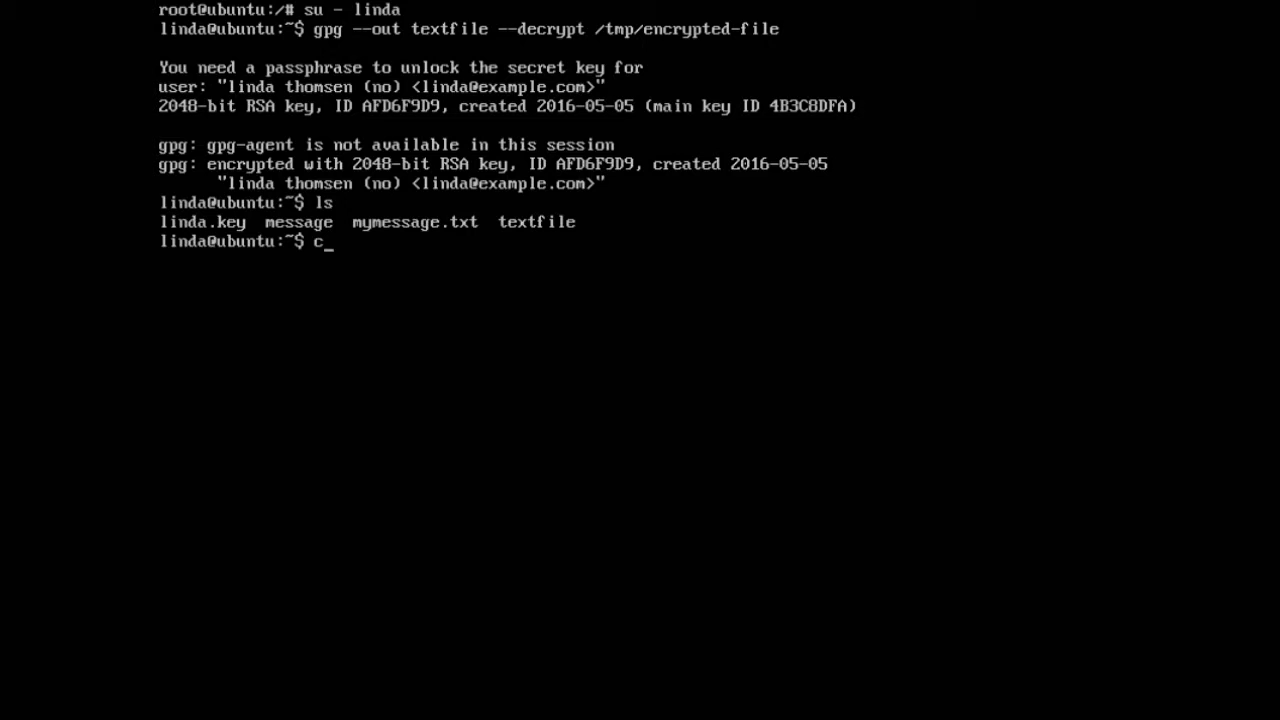 root@ubuntu:/# su - linda
linda@ubuntu:~$ gpg --out textfile --decrypt /tmp/encrypted-file
You need a passphrase to unlock the secret key for
user: "linda thomsen (no) <linda@example.com>"
2048-bit RSA key, ID AFD6F9D9, created 2016-05-05 (main key ID 4B3C8DFA)
gpg: gpg-agent is not available in this session
gpg: encrypted with 2048-bit RSA key, ID AFD6F9D9, created 2016-05-05
"linda thomsen (no) <linda@example.com>"
linda@ubuntu:~$ ls
linda.key  message  mymessage.txt  textfile
linda@ubuntu:~$ c_